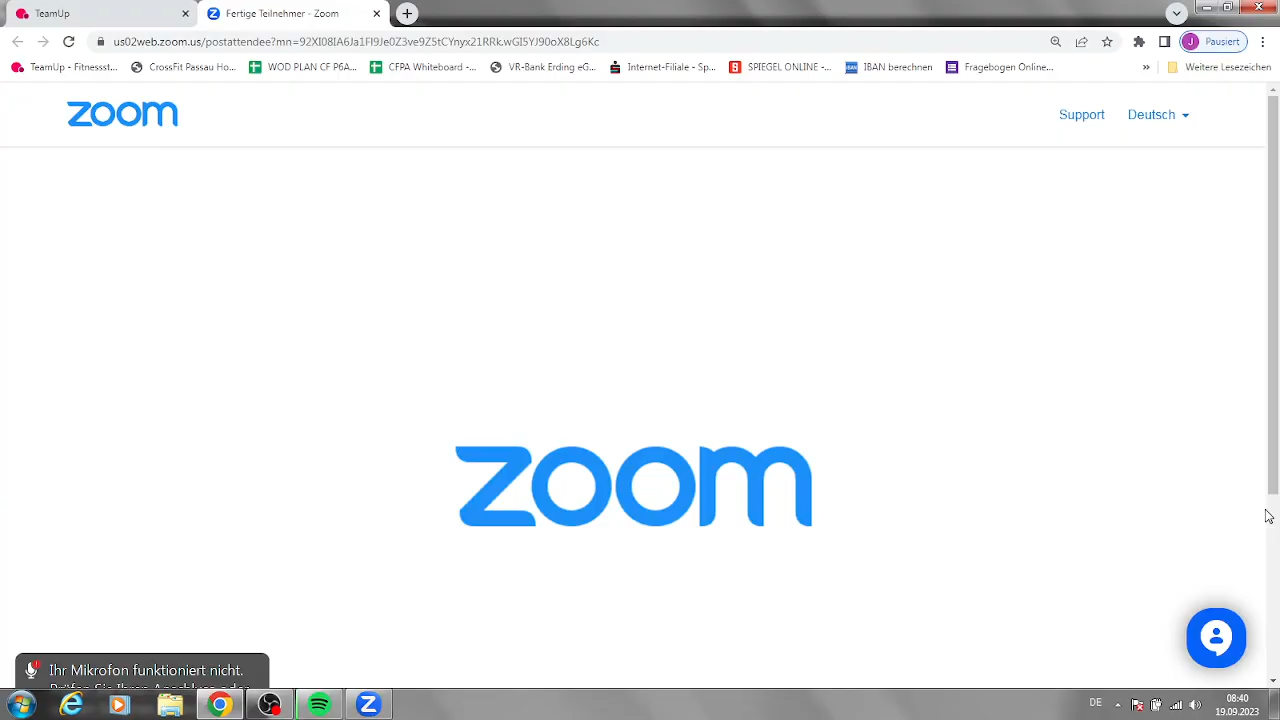 TeamUp
Fertige Teilnehmer - Zoom
us02web.zoom.us/postattendee?mn=92XI08IA6Ja1FI9Je0Z3ve9Z5tCYnyx21RRkwGI5YJ90oX8Lg6Kc
Pausiert
TeamUp - Fitnessst...
CrossFit Passau Ho...
WOD PLAN CF P6A...
CFPA Whiteboard -...
VR-Bank Erding eG...
Internet-Filiale - Sp...
SPIEGEL ONLINE -...
IBAN berechnen
Fragebogen Online...
Weitere Lesezeichen
zoom
Support
Deutsch
zoom
Ihr Mikrofon funktioniert nicht.
DE
08:40
19.09.2023